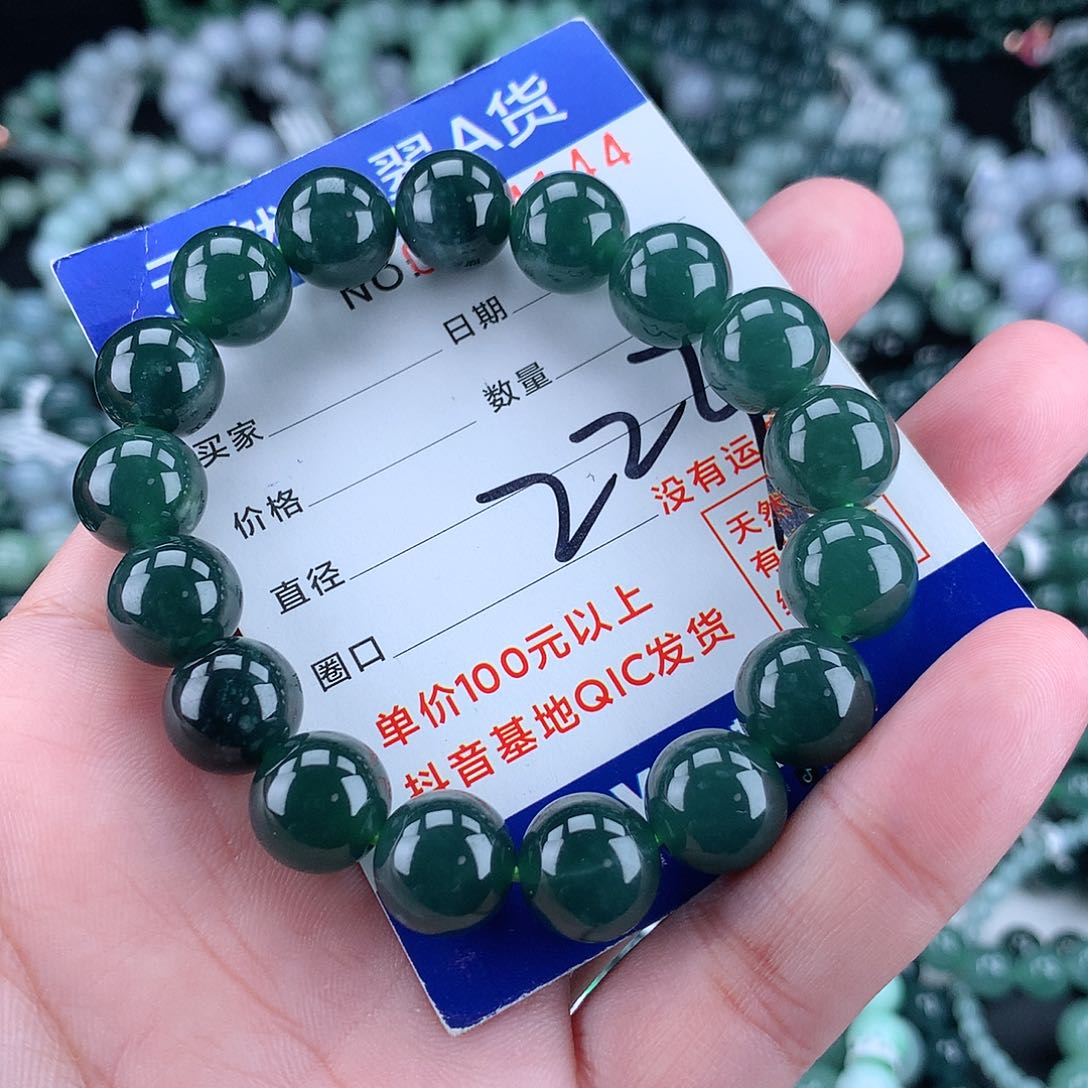 翠A货
NO.
144
日期
买家
数量
价格
直径
圈口
22
没有运
天然
有
单价100元以上
抖音基地QIC发货